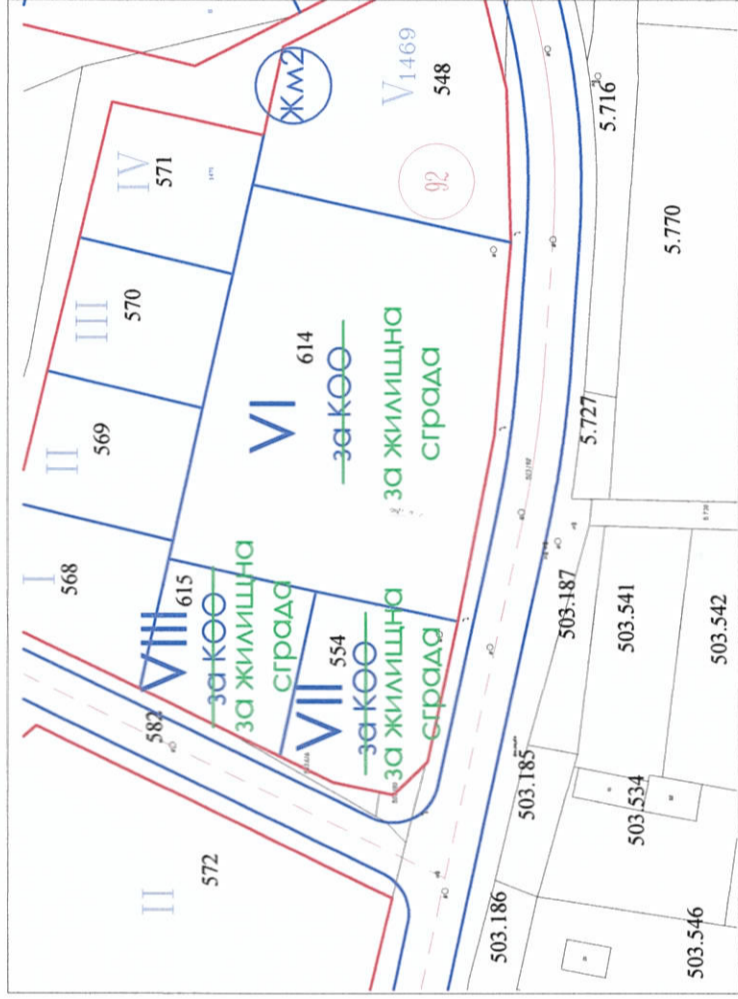 I
568
II
569
III
570
IV
571
Жм2
V1469
548
92
VI
614
за КОО
за жилищна
сграда
VIII
615
за КОО
за жилищна
сграда
VII
554
за КОО
за жилищна
сграда
582
II
572
5.716
5.770
5.727
503.187
503.541
503.542
503.185
503.534
503.186
503.546